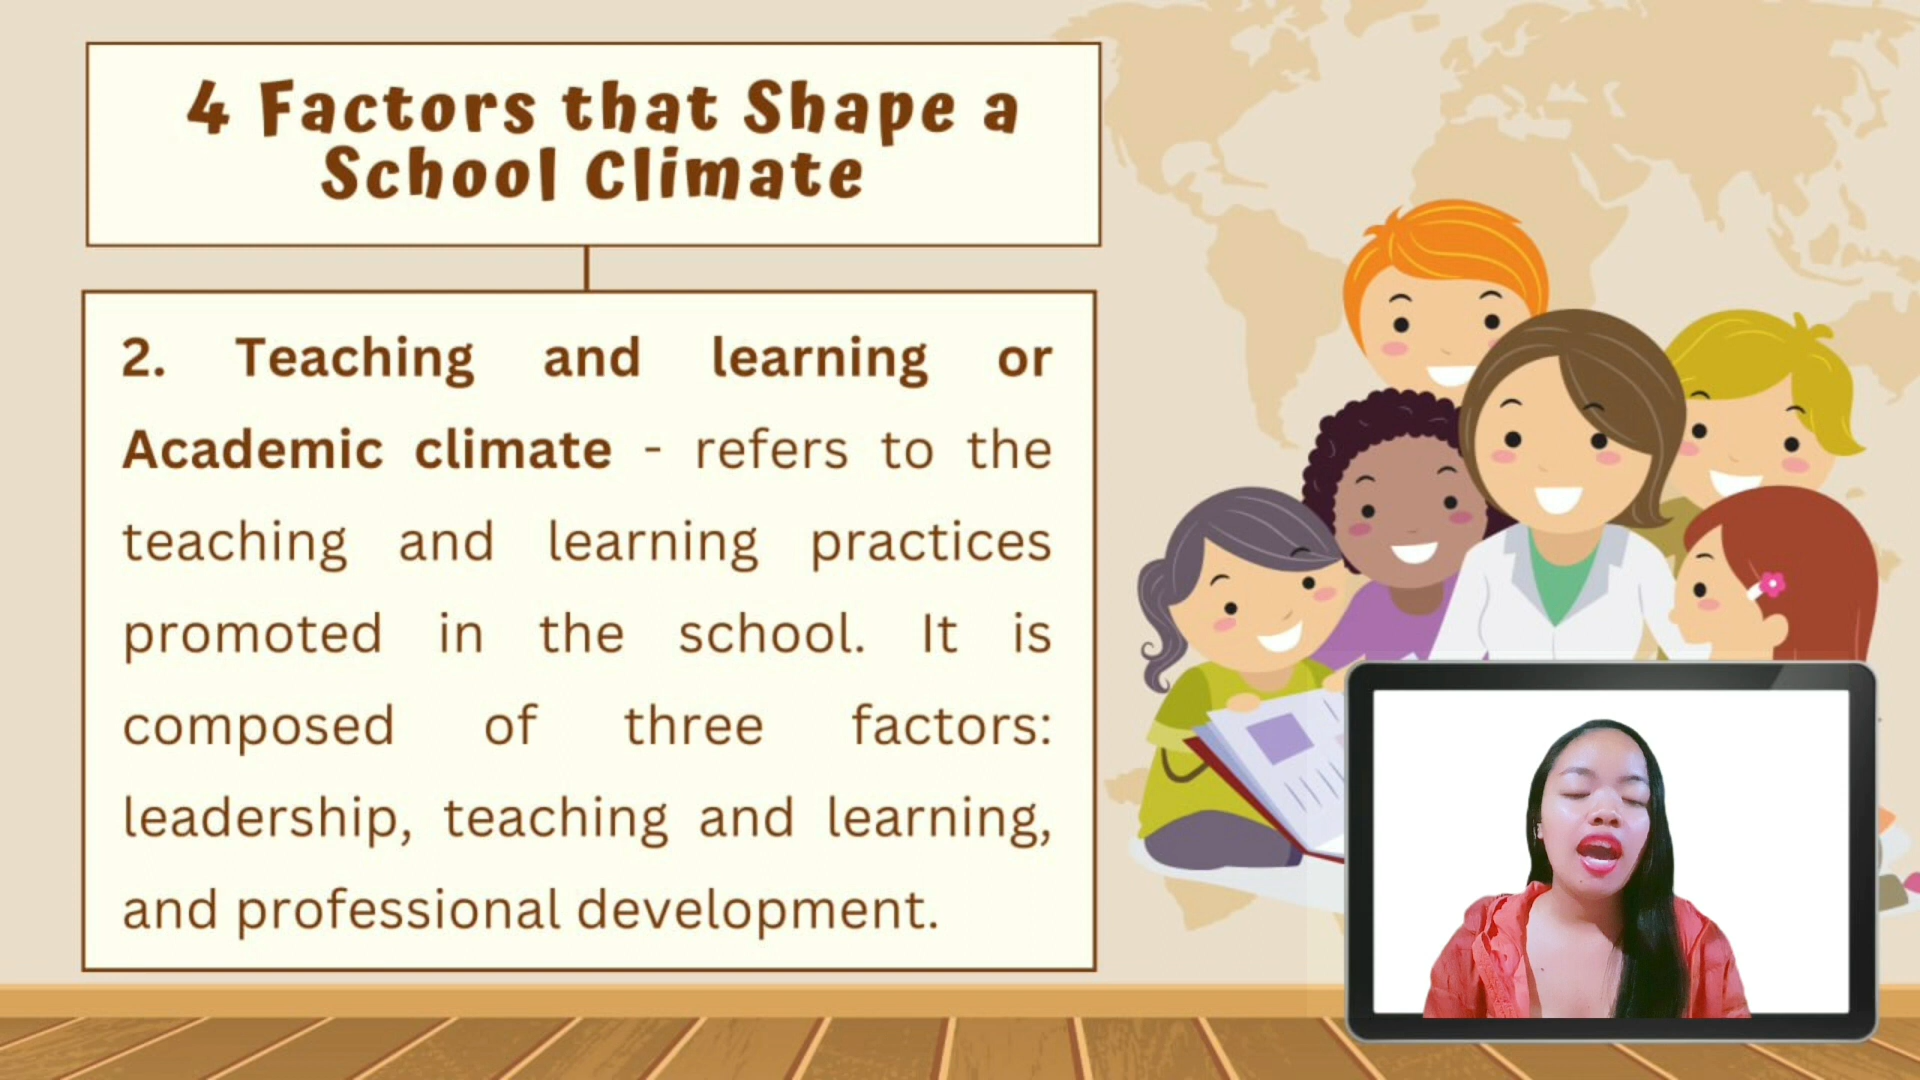 4 Factors that Shape a
School Climate
2. Teaching and learning or
Academic climate - refers to the
teaching and learning practices
promoted in the school. It is
composed of three factors:
leadership, teaching and learning,
and professional development.